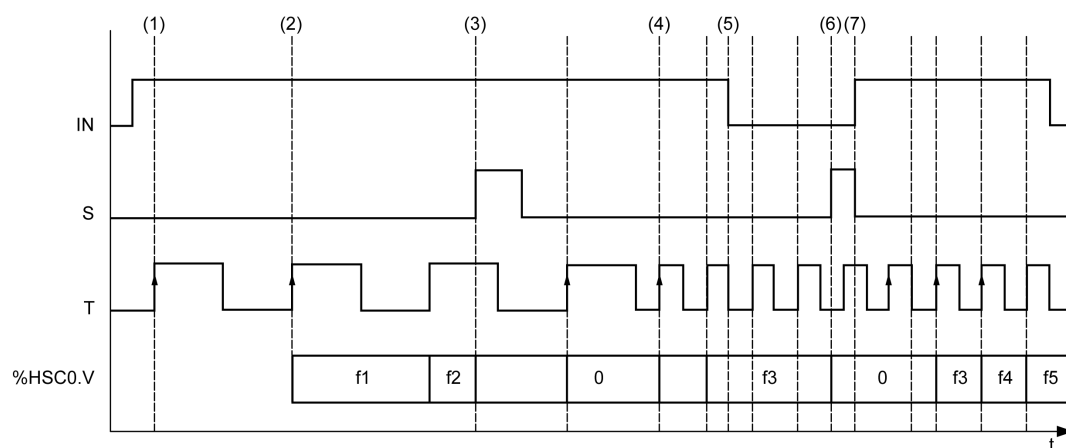 (1) (2) (3) (4) (5) (6) (7)
IN
S
T
%HSC0.V f1 f2 0 f3 0 f3 f4 f5
t